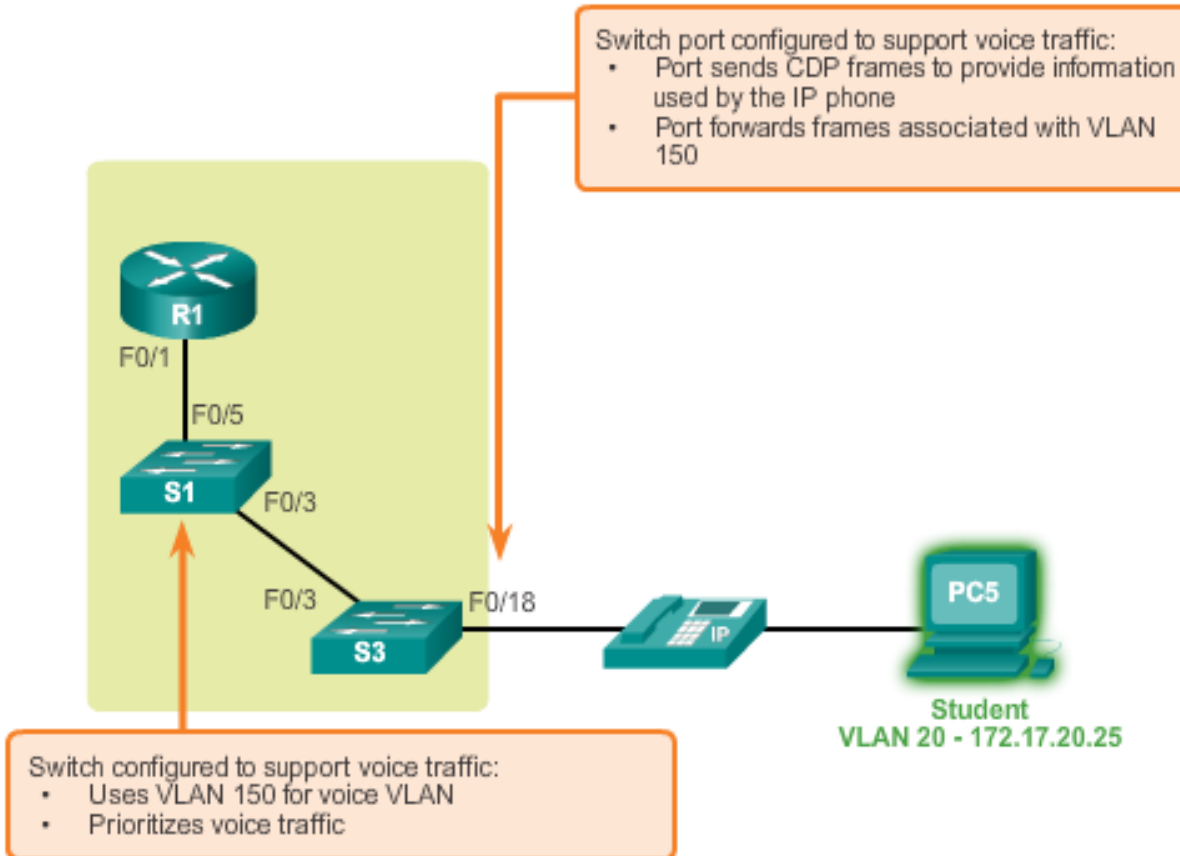 Switch port configured to support voice traffic:
• Port sends CDP frames to provide information
used by the IP phone
• Port forwards frames associated with VLAN
150
R1
F0/1
F0/5
S1
F0/3
F0/3
F0/18
S3
IP
PC5
Student
VLAN 20 - 172.17.20.25
Switch configured to support voice traffic:
• Uses VLAN 150 for voice VLAN
• Prioritizes voice traffic